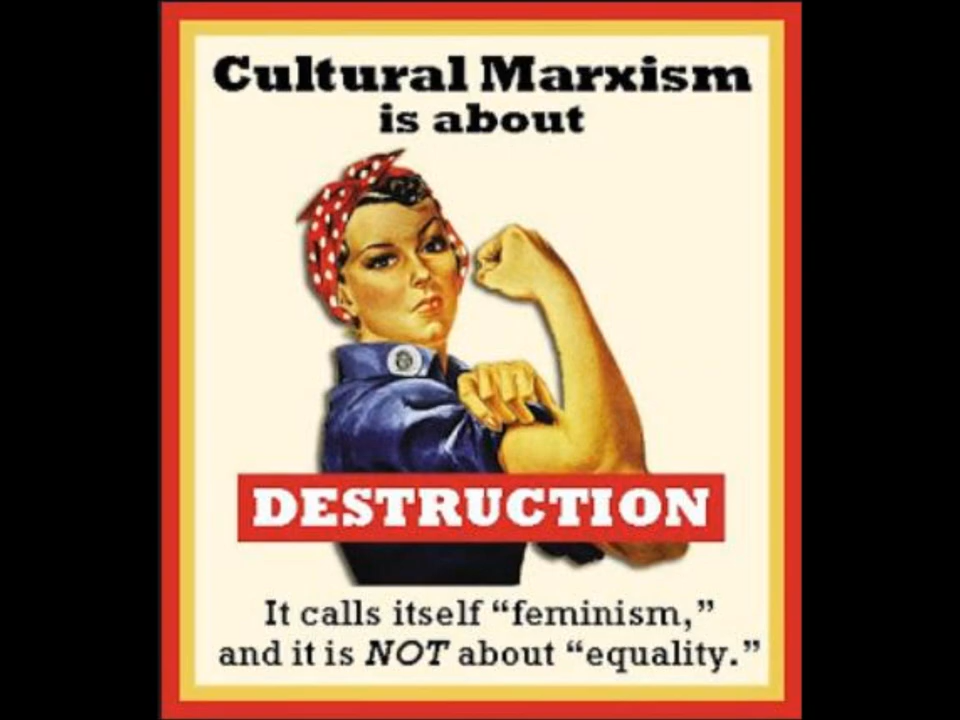 Cultural Marxism
is about
DESTRUCTION
It calls itself “feminism,”
and it is NOT about “equality.”